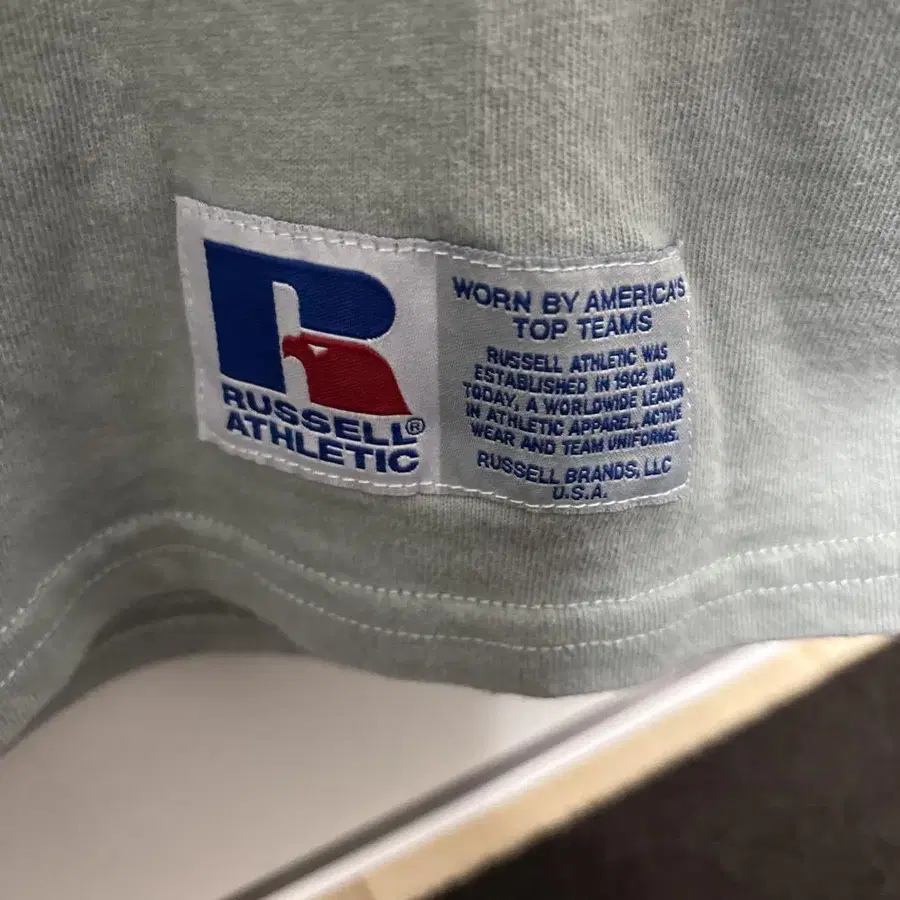 R
RUSSELL®
ATHLETIC
WORN BY AMERICA'S
TOP TEAMS
RUSSELL ATHLETIC WAS
ESTABLISHED IN 1902 AND
TODAY, A WORLDWIDE LEADER
IN ATHLETIC APPAREL, ACTIVE
WEAR AND TEAM UNIFORMS.
RUSSELL BRANDS, LLC
U.S.A.